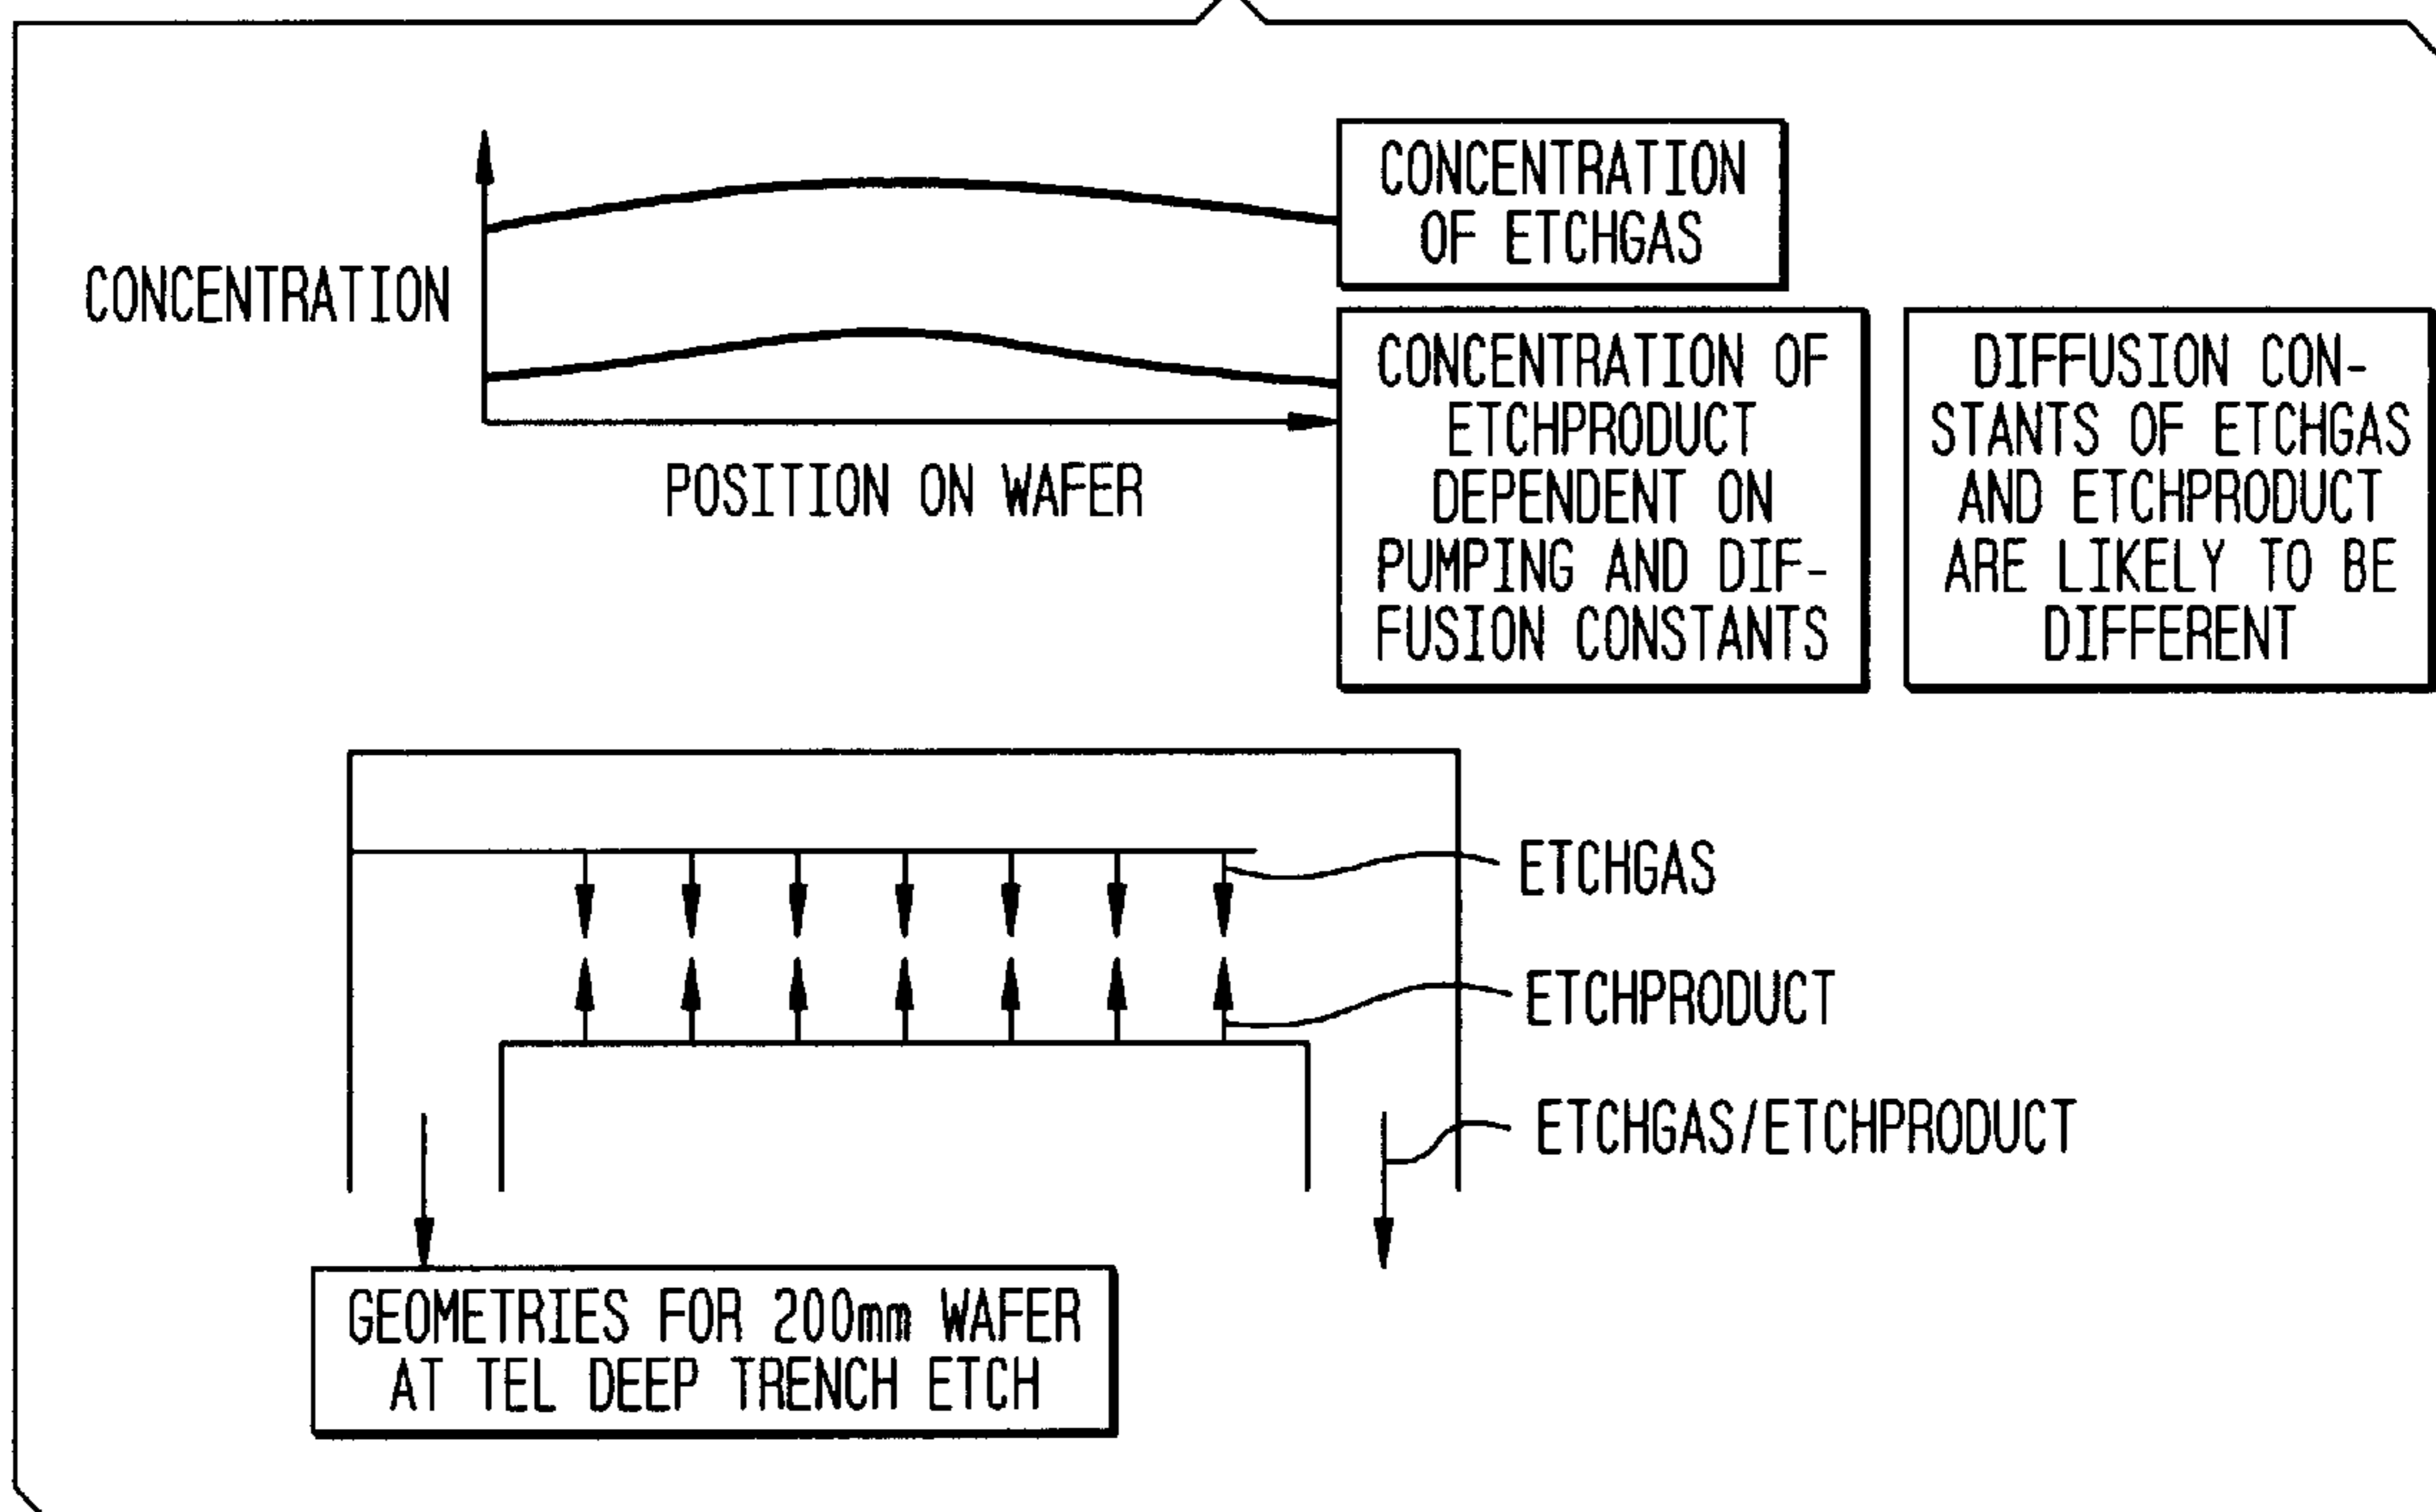 CONCENTRATION
OF ETCHGAS
CONCENTRATION
CONCENTRATION OF
ETCHPRODUCT
DEPENDENT ON
PUMPING AND DIF-
FUSION CONSTANTS
DIFFUSION CON-
STANTS OF ETCHGAS
AND ETCHPRODUCT
ARE LIKELY TO BE
DIFFERENT
POSITION ON WAFER
ETCHGAS
ETCHPRODUCT
ETCHGAS/ETCHPRODUCT
GEOMETRIES FOR 200mm WAFER
AT TEL DEEP TRENCH ETCH